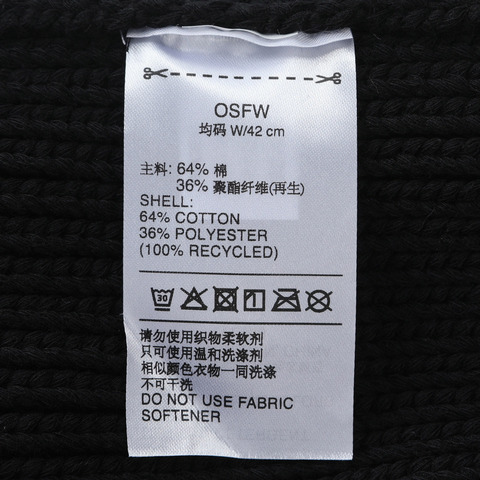 OSFW
均码 W/42 cm
主料: 64% 棉
36% 聚酯纤维(再生)
SHELL:
64% COTTON
36% POLYESTER
(100% RECYCLED)
30
请勿使用织物柔软剂
只可使用温和洗涤剂
相似颜色衣物一同洗涤
不可干洗
DO NOT USE FABRIC
SOFTENER